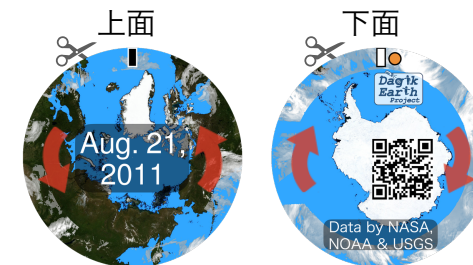 上面
下面
Aug. 21,
2011
Dagik
Earth
Project
Data by NASA,
NOAA & USGS